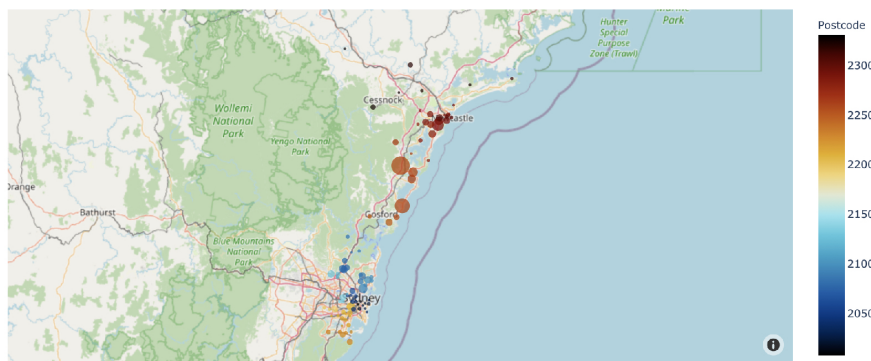 Hunter
Special
Purpose
Zone (Trawl)
Park
Cessnock
Wollemi
National
Park
Yengo National
Park
Orange
Bathurst
Gosford
Blue Mountains
National
Park
Sydney
Postcode
2300
2250
2200
2150
2100
2050